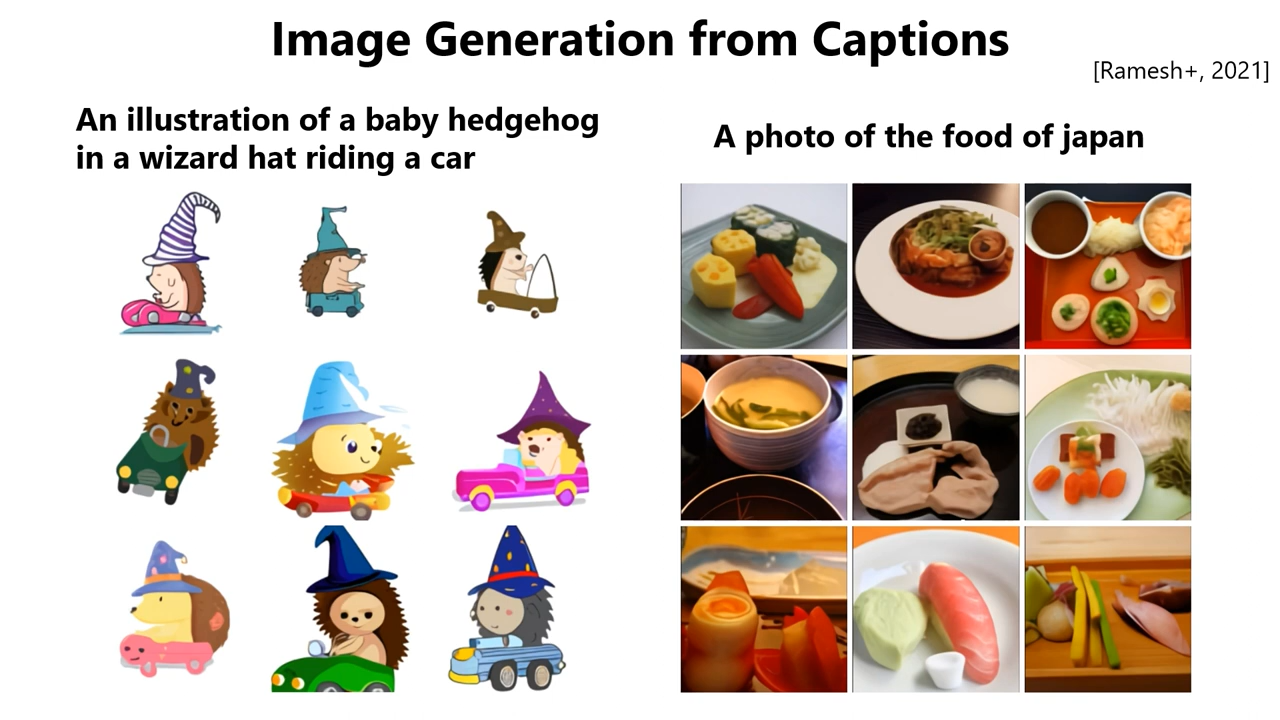 Image Generation from Captions
[Ramesh+, 2021]
An illustration of a baby hedgehog
in a wizard hat riding a car
A photo of the food of japan